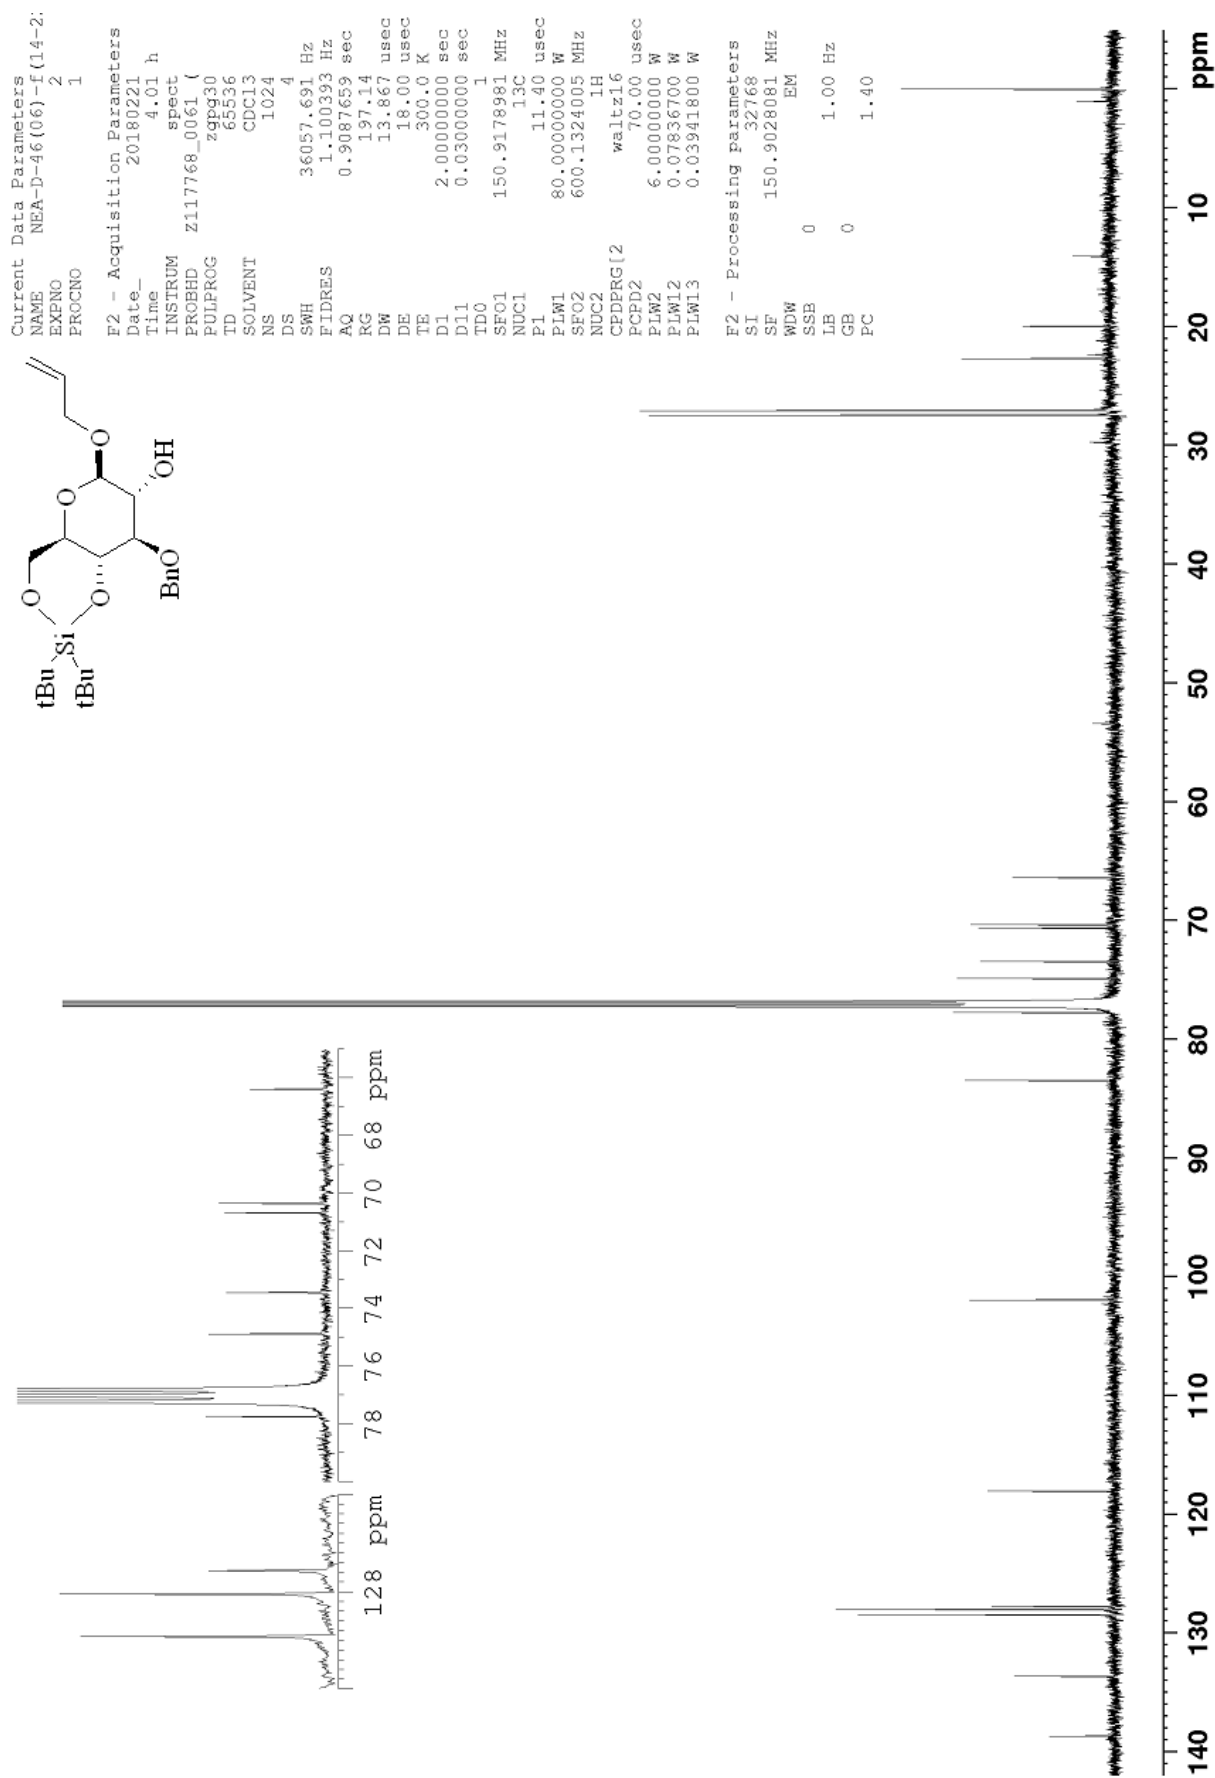 Current Data Parameters
NAME NEA-D-46(06)-f(14-2:
EXPNO 2
PROCNO 1
F2 - Acquisition Parameters
Date_ 20180221
Time 4.01 h
INSTRUM spect
PROBHD Z117768_0061 (
PULPROG zgpg30
TD 65536
SOLVENT CDCl3
NS 1024
DS 4
SWH 36057.691 Hz
FIDRES 1.100393 Hz
AQ 0.9087659 sec
RG 197.14
DW 13.867 usec
DE 18.00 usec
TE 300.0 K
D1 2.00000000 sec
D11 0.03000000 sec
TD0 1
SFO1 150.9178981 MHz
NUC1 13C
P1 11.40 usec
PLW1 80.00000000 W
SFO2 600.1324005 MHz
NUC2 1H
CPDPRG[2 waltz16
PCPD2 70.00 usec
PLW2 6.00000000 W
PLW12 0.07836700 W
PLW13 0.03941800 W
F2 - Processing parameters
SI 32768
SF 150.9028081 MHz
WDW EM
SSB 0
LB 1.00 Hz
GB 0
PC 1.40
tBu
tBu
Si
O
O
O
O
OH
BnO
128 ppm
78 76 74 72 70 68 ppm
140 130 120 110 100 90 80 70 60 50 40 30 20 10 ppm